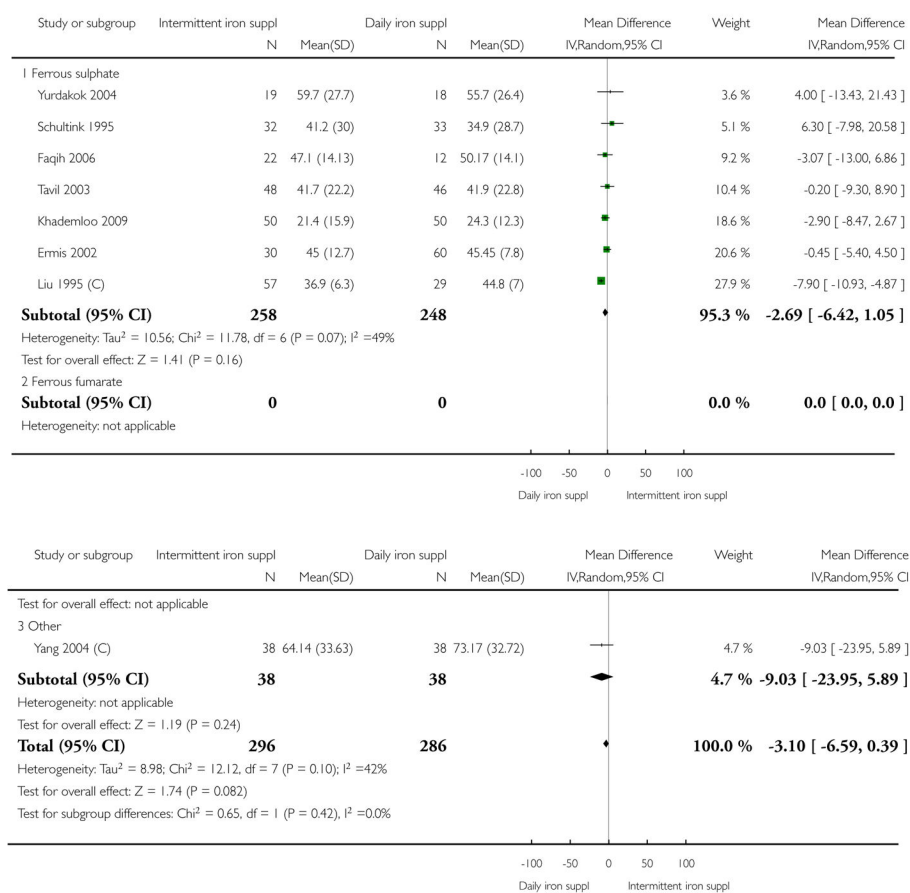 Study or subgroup Intermittent iron suppl Daily iron suppl Mean Difference Weight Mean Difference
N Mean(SD) N Mean(SD) IV,Random,95% CI IV,Random,95% CI
1 Ferrous sulphate
Yurdakok 2004 19 59.7 (27.7) 18 55.7 (26.4) 3.6 % 4.00 [ -13.43, 21.43 ]
Schultink 1995 32 41.2 (30) 33 34.9 (28.7) 5.1 % 6.30 [ -7.98, 20.58 ]
Faqih 2006 22 47.1 (14.13) 12 50.17 (14.1) 9.2 % -3.07 [ -13.00, 6.86 ]
Tavil 2003 48 41.7 (22.2) 46 41.9 (22.8) 10.4 % -0.20 [ -9.30, 8.90 ]
Khademloo 2009 50 21.4 (15.9) 50 24.3 (12.3) 18.6 % -2.90 [ -8.47, 2.67 ]
Ermis 2002 30 45 (12.7) 60 45.45 (7.8) 20.6 % -0.45 [ -5.40, 4.50 ]
Liu 1995 (C) 57 36.9 (6.3) 29 44.8 (7) 27.9 % -7.90 [ -10.93, -4.87 ]
Subtotal (95% CI) 258 248 95.3 % -2.69 [ -6.42, 1.05 ]
Heterogeneity: Tau² = 10.56; Chi² = 11.78, df = 6 (P = 0.07); I² =49%
Test for overall effect: Z = 1.41 (P = 0.16)
2 Ferrous fumarate
Subtotal (95% CI) 0 0 0.0 % 0.0 [ 0.0, 0.0 ]
Heterogeneity: not applicable
-100 -50 0 50 100
Daily iron suppl Intermittent iron suppl
Study or subgroup Intermittent iron suppl Daily iron suppl Mean Difference Weight Mean Difference
N Mean(SD) N Mean(SD) IV,Random,95% CI IV,Random,95% CI
Test for overall effect: not applicable
3 Other
Yang 2004 (C) 38 64.14 (33.63) 38 73.17 (32.72) 4.7 % -9.03 [ -23.95, 5.89 ]
Subtotal (95% CI) 38 38 4.7 % -9.03 [ -23.95, 5.89 ]
Heterogeneity: not applicable
Test for overall effect: Z = 1.19 (P = 0.24)
Total (95% CI) 296 286 100.0 % -3.10 [ -6.59, 0.39 ]
Heterogeneity: Tau² = 8.98; Chi² = 12.12, df = 7 (P = 0.10); I² =42%
Test for overall effect: Z = 1.74 (P = 0.082)
Test for subgroup differences: Chi² = 0.65, df = 1 (P = 0.42), I² =0.0%
-100 -50 0 50 100
Daily iron suppl Intermittent iron suppl